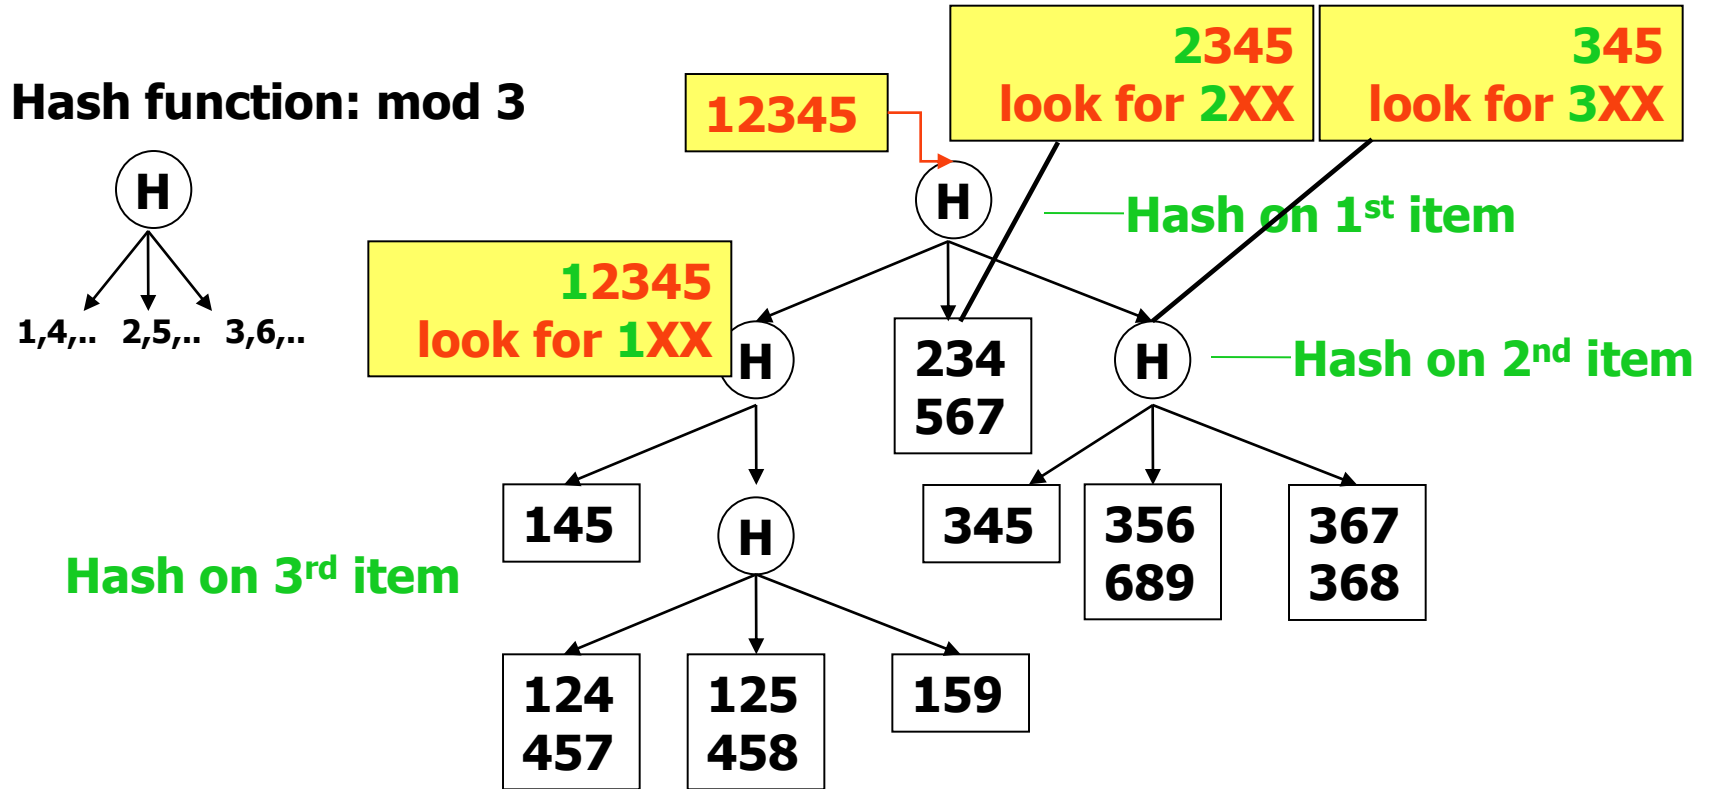 2345
look for 2XX
345
look for 3XX
Hash function: mod 3
12345
H
H
Hash on 1st item
12345
look for 1XX
1,4,.. 2,5,.. 3,6,..
H
234
567
H
Hash on 2nd item
145
H
345
356
689
367
368
Hash on 3rd item
124
457
125
458
159